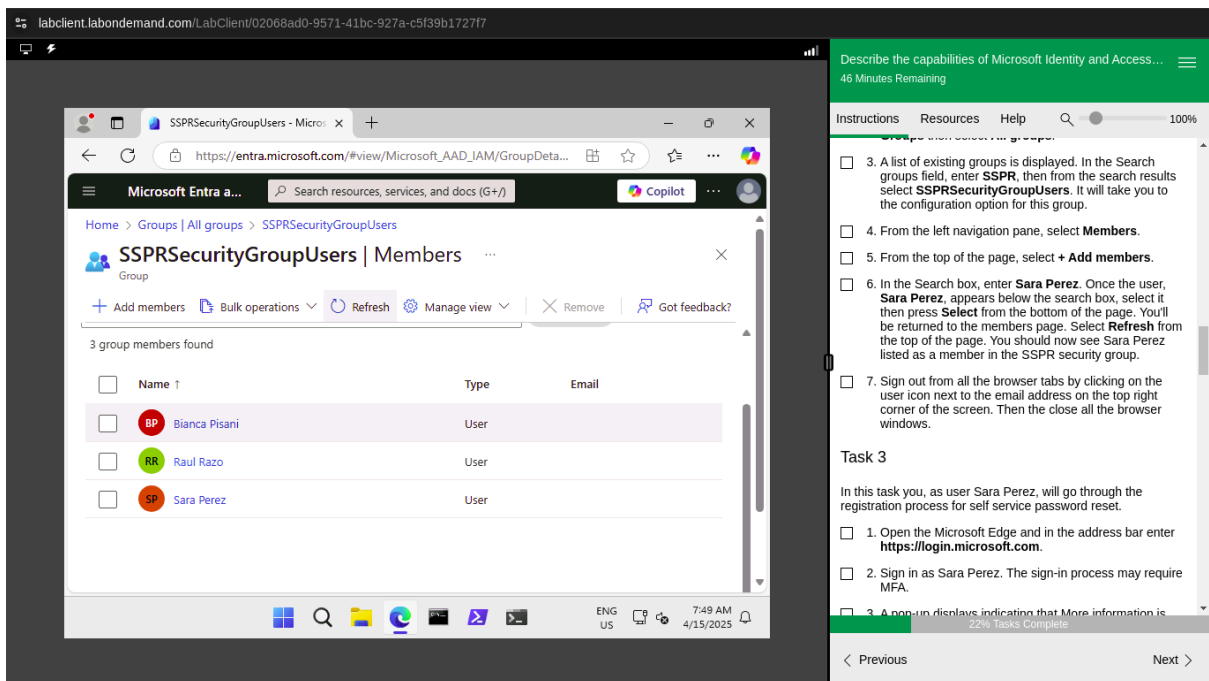 labclient.labondemand.com/LabClient/02068ad0-9571-41bc-927a-c5f39b1727f7
SSPRSecurityGroupUsers - Micros
https://entra.microsoft.com/#view/Microsoft_AAD_IAM/GroupDeta...
Microsoft Entra a...
Search resources, services, and docs (G+/)
Copilot
Home > Groups | All groups > SSPRSecurityGroupUsers
SSPRSecurityGroupUsers | Members
Group
Add members
Bulk operations
Refresh
Manage view
Remove
Got feedback?
3 group members found
Name ↑ Type Email
BP Bianca Pisani User
RR Raul Razo User
SP Sara Perez User
ENG
US
7:49 AM
4/15/2025
Describe the capabilities of Microsoft Identity and Access...
46 Minutes Remaining
Instructions Resources Help 100%
Groups then select All groups.
3. A list of existing groups is displayed. In the Search
groups field, enter SSPR, then from the search results
select SSPRSecurityGroupUsers. It will take you to
the configuration option for this group.
4. From the left navigation pane, select Members.
5. From the top of the page, select + Add members.
6. In the Search box, enter Sara Perez. Once the user,
Sara Perez, appears below the search box, select it
then press Select from the bottom of the page. You'll
be returned to the members page. Select Refresh from
the top of the page. You should now see Sara Perez
listed as a member in the SSPR security group.
7. Sign out from all the browser tabs by clicking on the
user icon next to the email address on the top right
corner of the screen. Then the close all the browser
windows.
Task 3
In this task you, as user Sara Perez, will go through the
registration process for self service password reset.
1. Open the Microsoft Edge and in the address bar enter
https://login.microsoft.com.
2. Sign in as Sara Perez. The sign-in process may require
MFA.
3. A pop-up displays indicating that More information is
22% Tasks Complete
Previous
Next